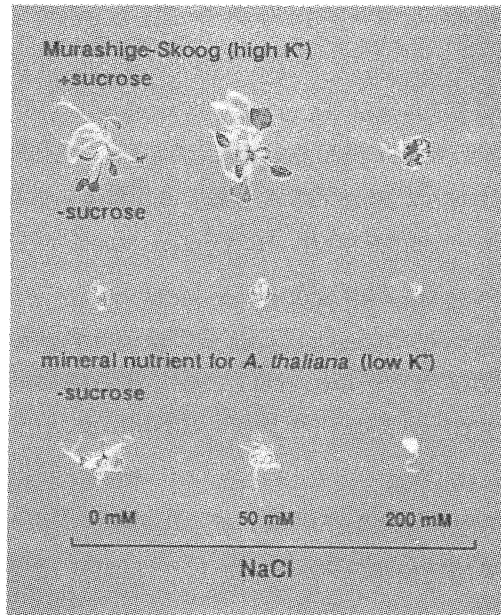 Murashige-Skoog (high K⁺)
+sucrose
-sucrose
mineral nutrient for A. thaliana (low K⁺)
-sucrose
0 mM 50 mM 200 mM
NaCl